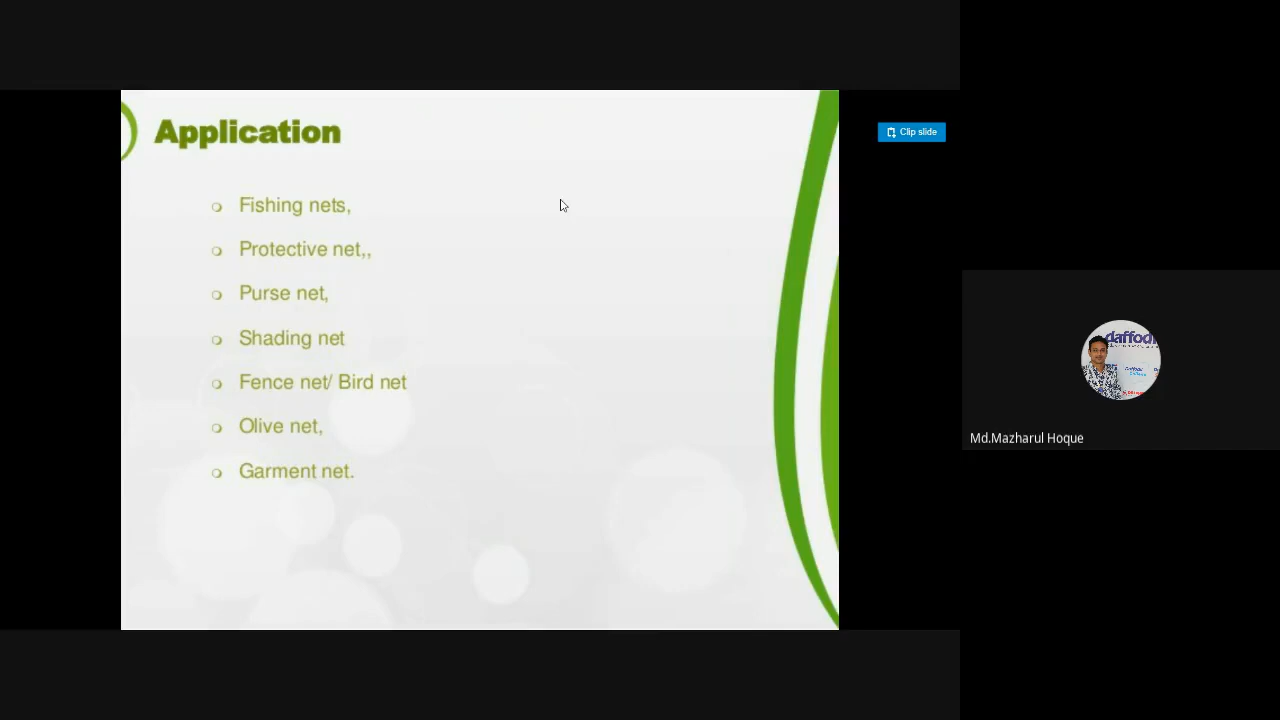 Application
Clip slide
Fishing nets,
Protective net,,
Purse net,
Shading net
Fence net/ Bird net
Olive net,
Garment net.
daffodi
Md.Mazharul Hoque